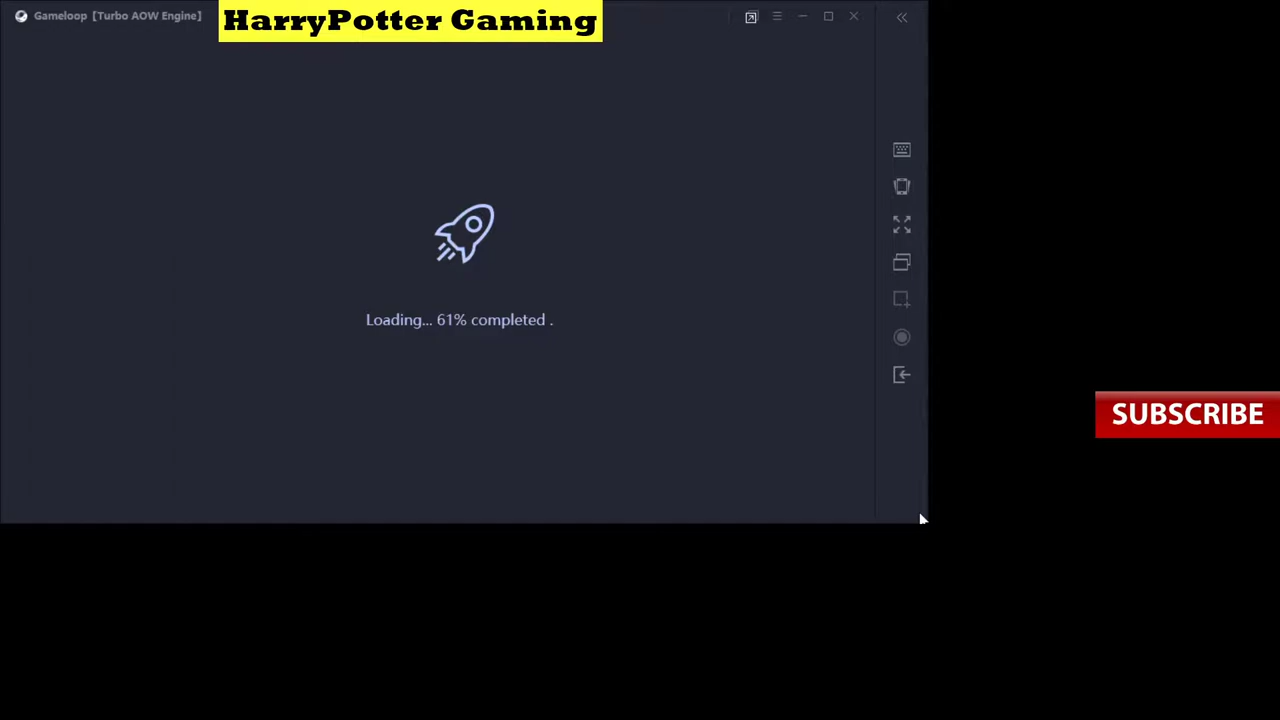 Gameloop【Turbo AOW Engine】
HarryPotter Gaming
Loading... 61% completed .
SUBSCRIBE